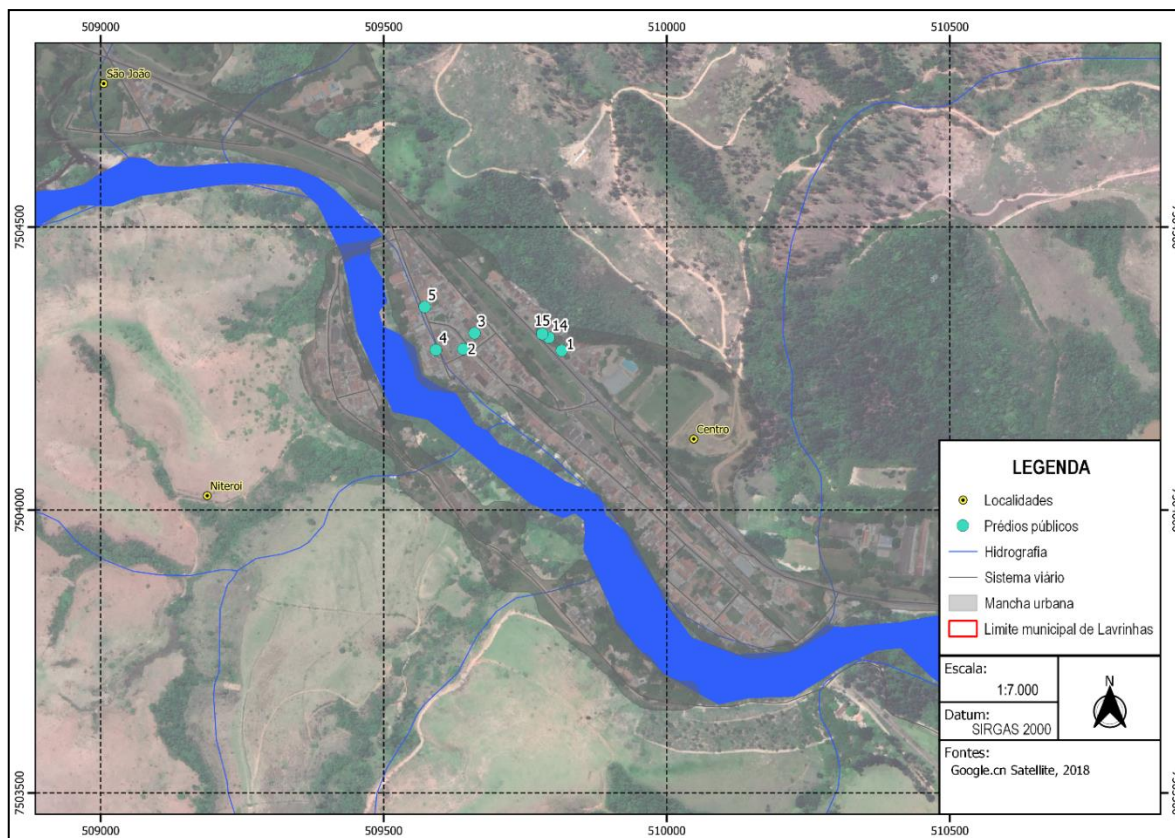 509000 509500 510000 510500
São João
7504500
5
3
15 14
4 2 1
Centro
Niteroi
7504000
LEGENDA
Localidades
Prédios públicos
Hidrografia
Sistema viário
Mancha urbana
Limite municipal de Lavrinhas
Escala:
1:7.000
N
Datum:
SIRGAS 2000
Fontes:
Google.cn Satellite, 2018
7503500
509000 509500 510000 510500